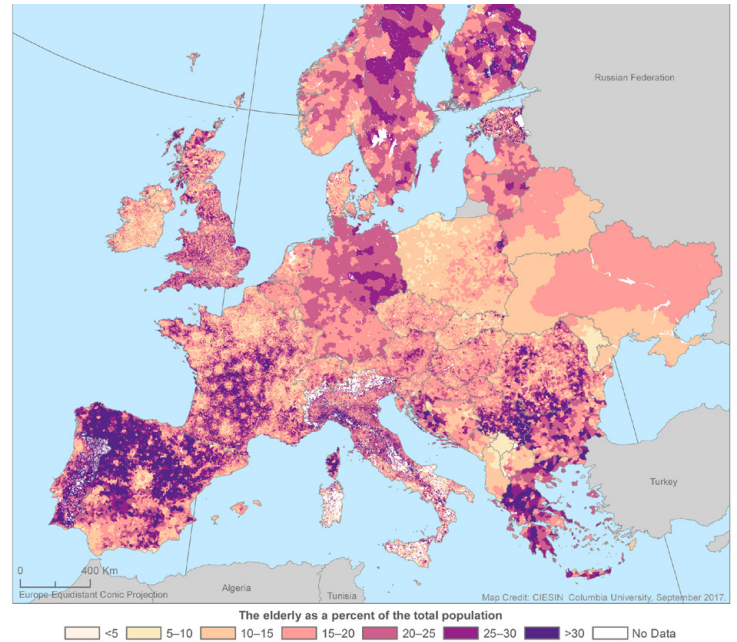 Russian Federation
Turkey
0 400 Km
Europe Equidistant Conic Projection
Algeria
Tunisia
Map Credit: CIESIN Columbia University, September 2017.
The elderly as a percent of the total population
<5 5–10 10–15 15–20 20–25 25–30 >30 No Data